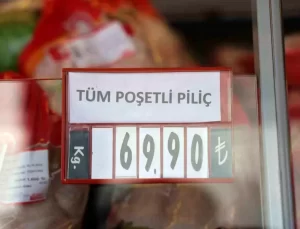 TÜM POŞETLİ PİLİÇ
Kg. 69.90 ₺